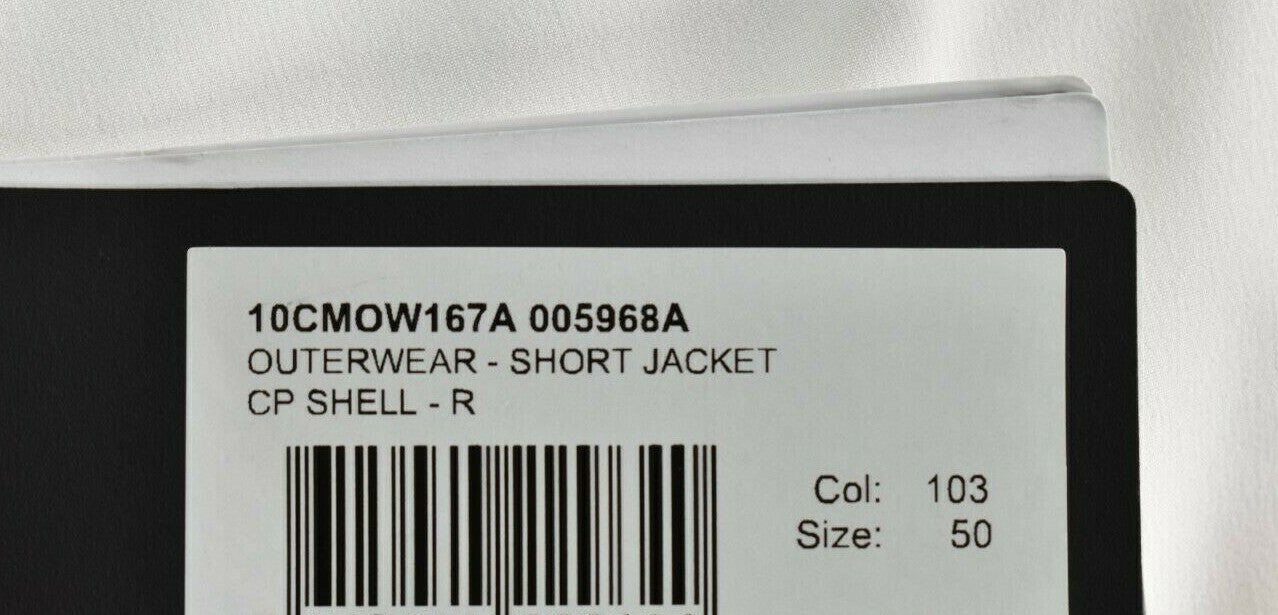 10CMOW167A 005968A
OUTERWEAR - SHORT JACKET
CP SHELL - R
Col: 103
Size: 50